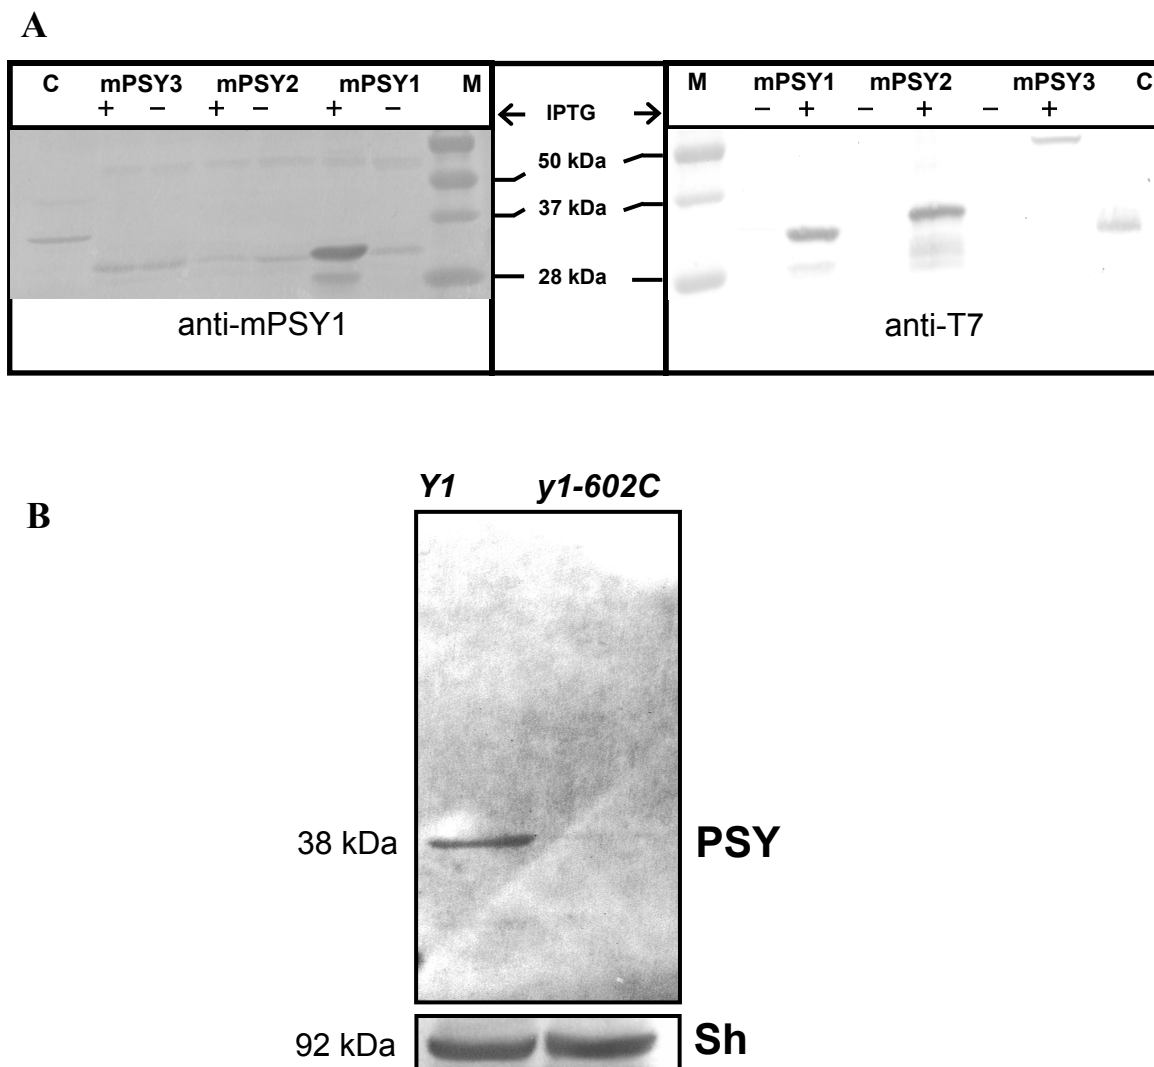 A
C mPSY3 mPSY2 mPSY1 M
+ − + − + −
← IPTG →
M mPSY1 mPSY2 mPSY3 C
− + − + − +
50 kDa
37 kDa
28 kDa
anti-mPSY1
anti-T7
B
Y1 y1-602C
38 kDa
PSY
92 kDa
Sh